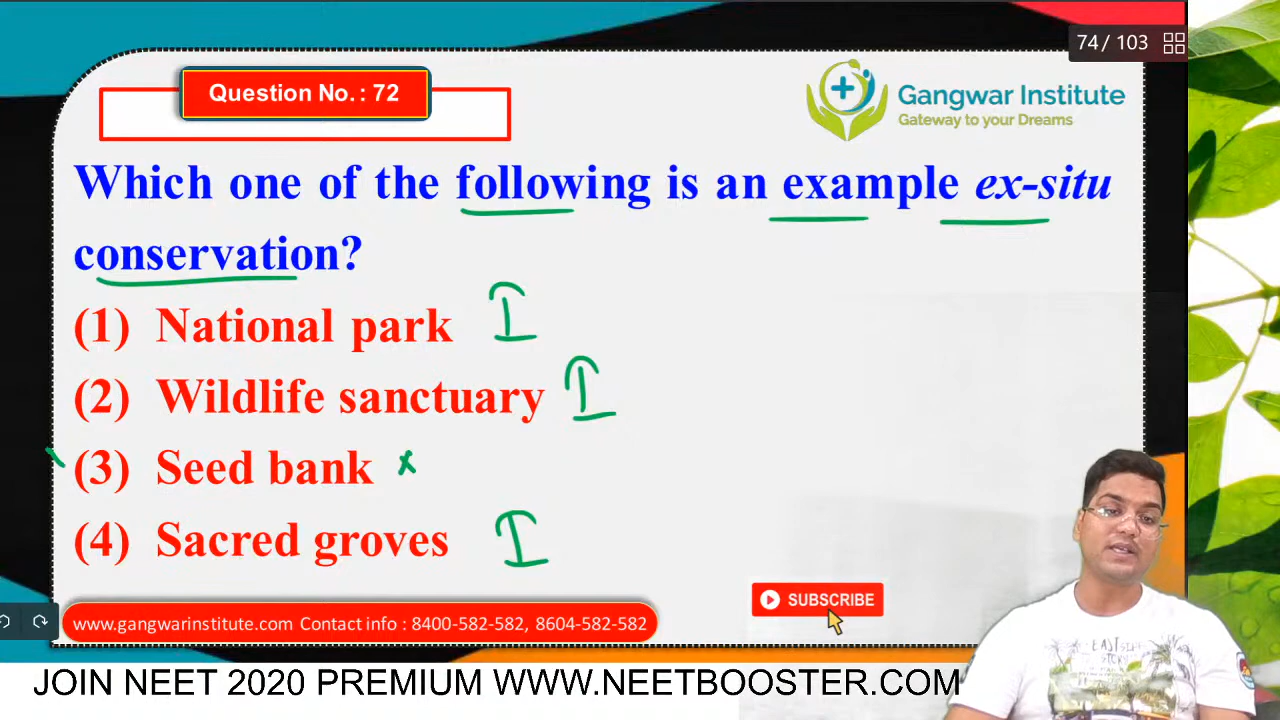 74 / 103
Question No. : 72
Gangwar Institute
Gateway to your Dreams
Which one of the following is an example ex-situ
conservation?
(1) National park I
(2) Wildlife sanctuary I
(3) Seed bank x
(4) Sacred groves I
SUBSCRIBE
www.gangwarinstitute.com Contact info : 8400-582-582, 8604-582-582
JOIN NEET 2020 PREMIUM WWW.NEETBOOSTER.COM